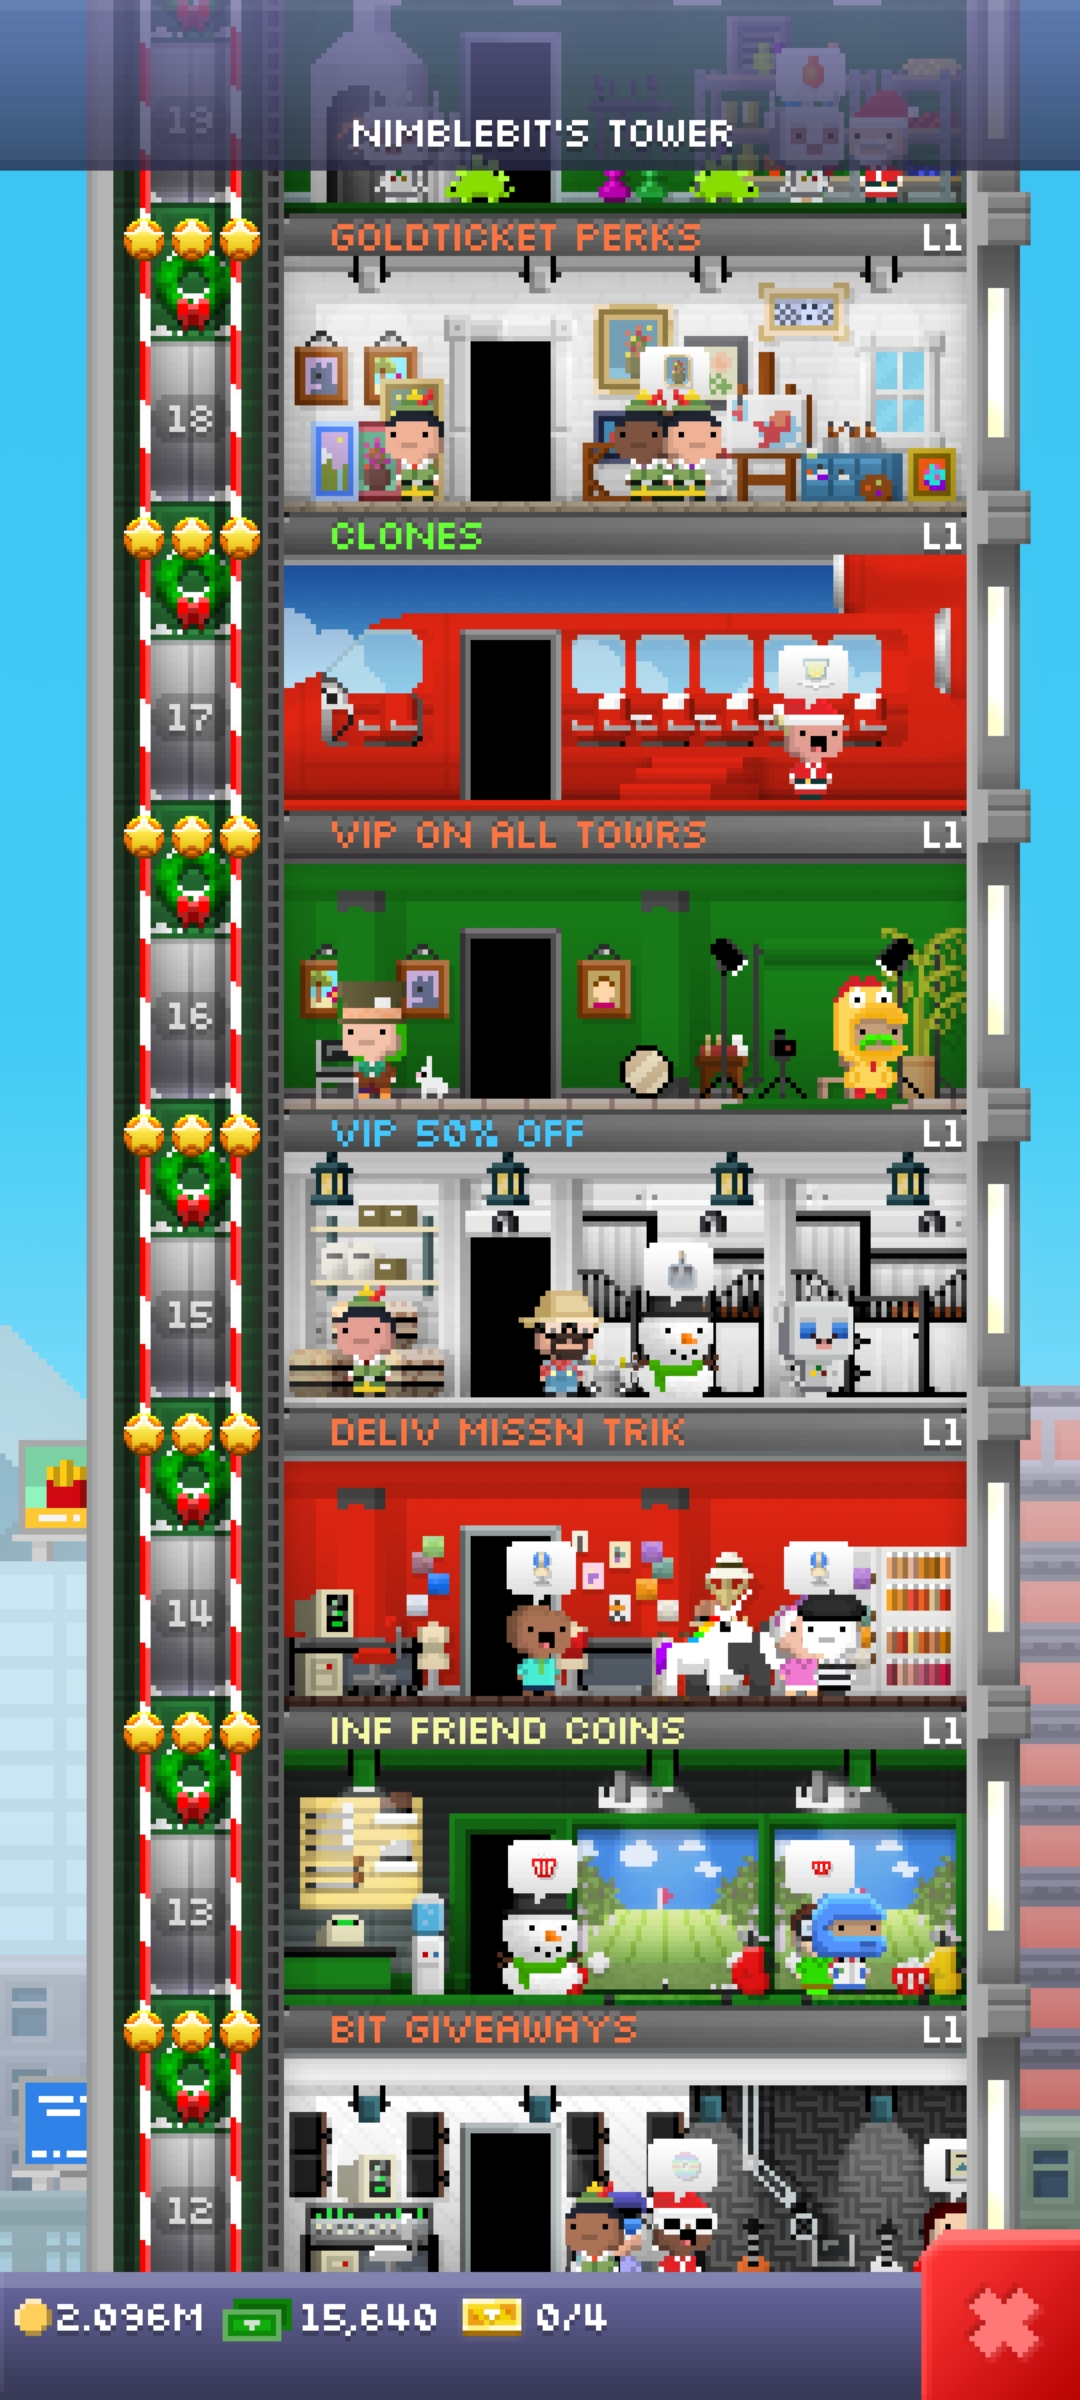 19
NIMBLEBIT'S TOWER
GOLDTICKET PERKS L1
18
CLONES L1
17
VIP ON ALL TOWRS L1
16
VIP 50% OFF L1
15
DELIV MISSN TRIK L1
14
INF FRIEND COINS L1
13
BIT GIVEAWAYS L1
12
2.096M 15,640 0/4